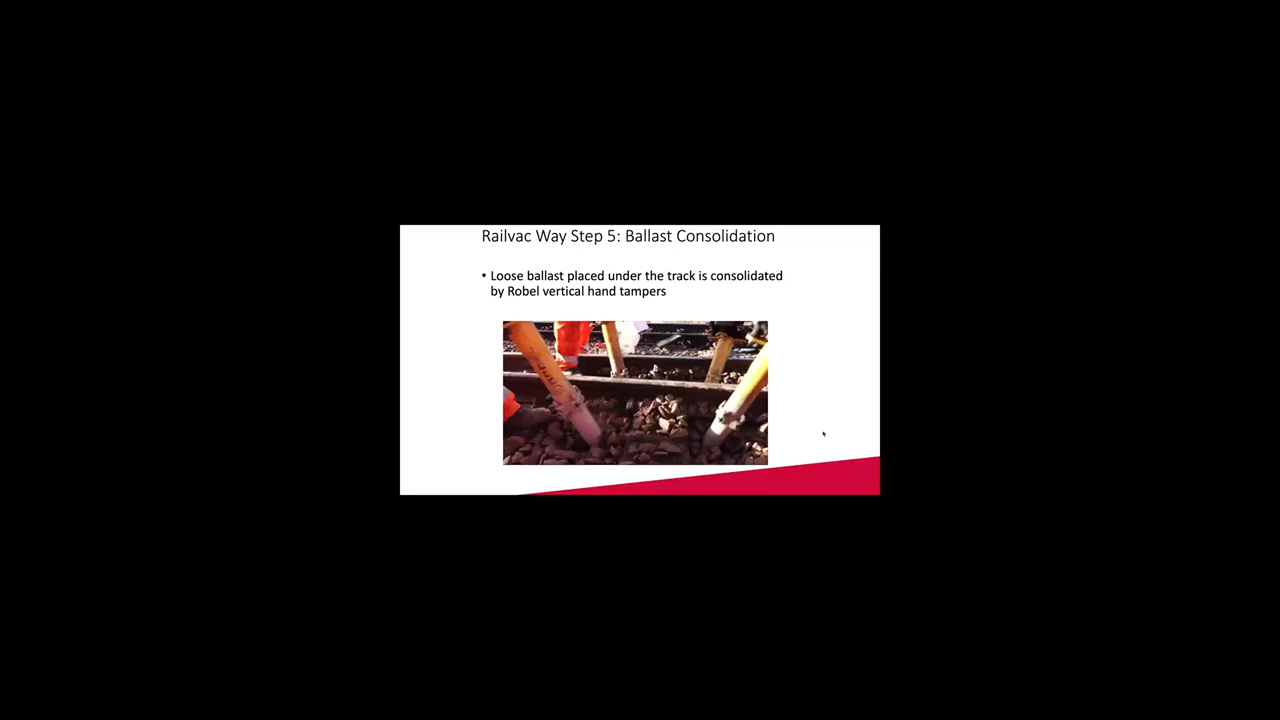 Railvac Way Step 5: Ballast Consolidation
• Loose ballast placed under the track is consolidated
by Robel vertical hand tampers